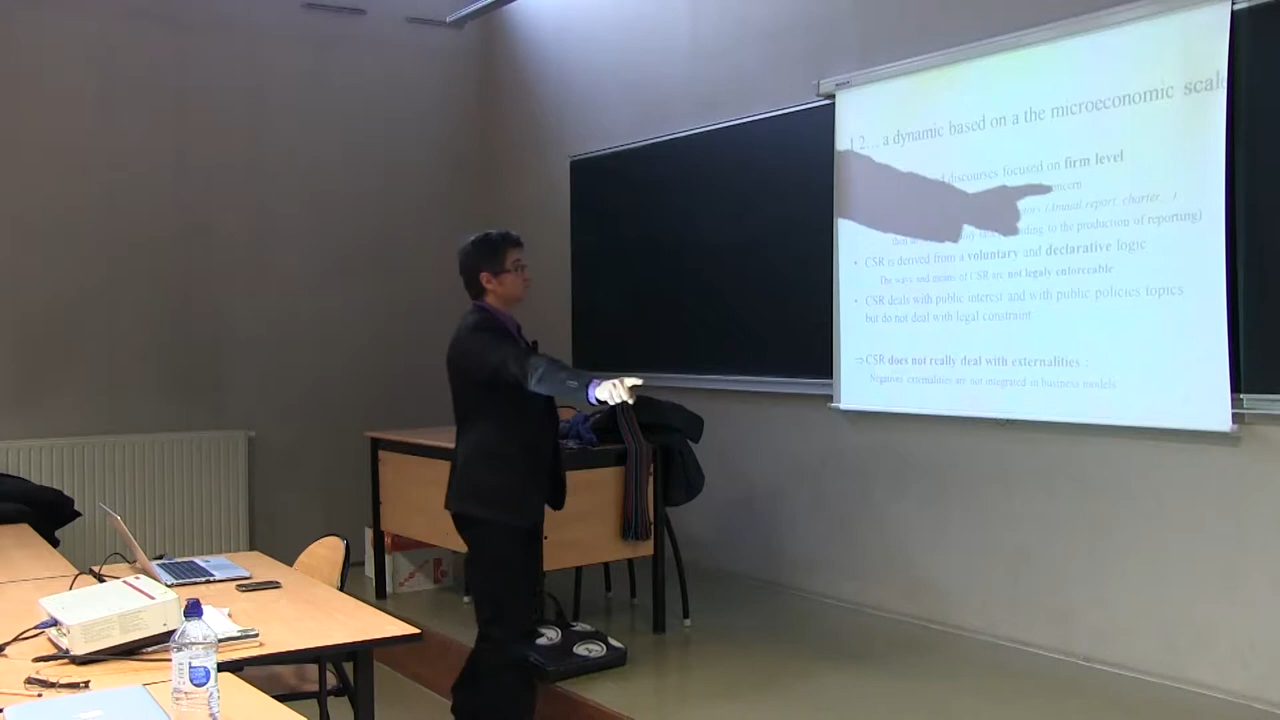 1.2… a dynamic based on a the microeconomic scale
discourses focused on firm level
(Annual report, charter…)
to the production of reporting)
• CSR is derived from a voluntary and declarative logic
The ways and means of CSR are not legaly enforceable
• CSR deals with public interest and with public policies topics
but do not deal with legal constraint
⇒ CSR does not really deal with externalities :
Negatives externalities are not integrated in business models